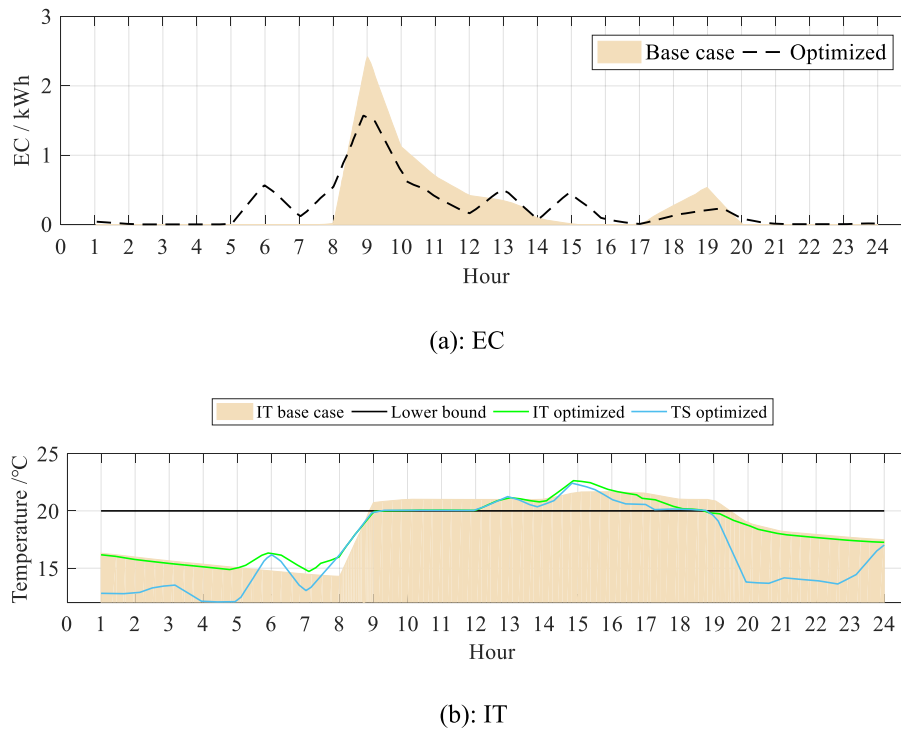 3
Base case
Optimized
2
EC / kWh
1
0
0 1 2 3 4 5 6 7 8 9 10 11 12 13 14 15 16 17 18 19 20 21 22 23 24
Hour
(a): EC
IT base case Lower bound IT optimized TS optimized
25
Temperature /°C
20
15
0 1 2 3 4 5 6 7 8 9 10 11 12 13 14 15 16 17 18 19 20 21 22 23 24
Hour
(b): IT